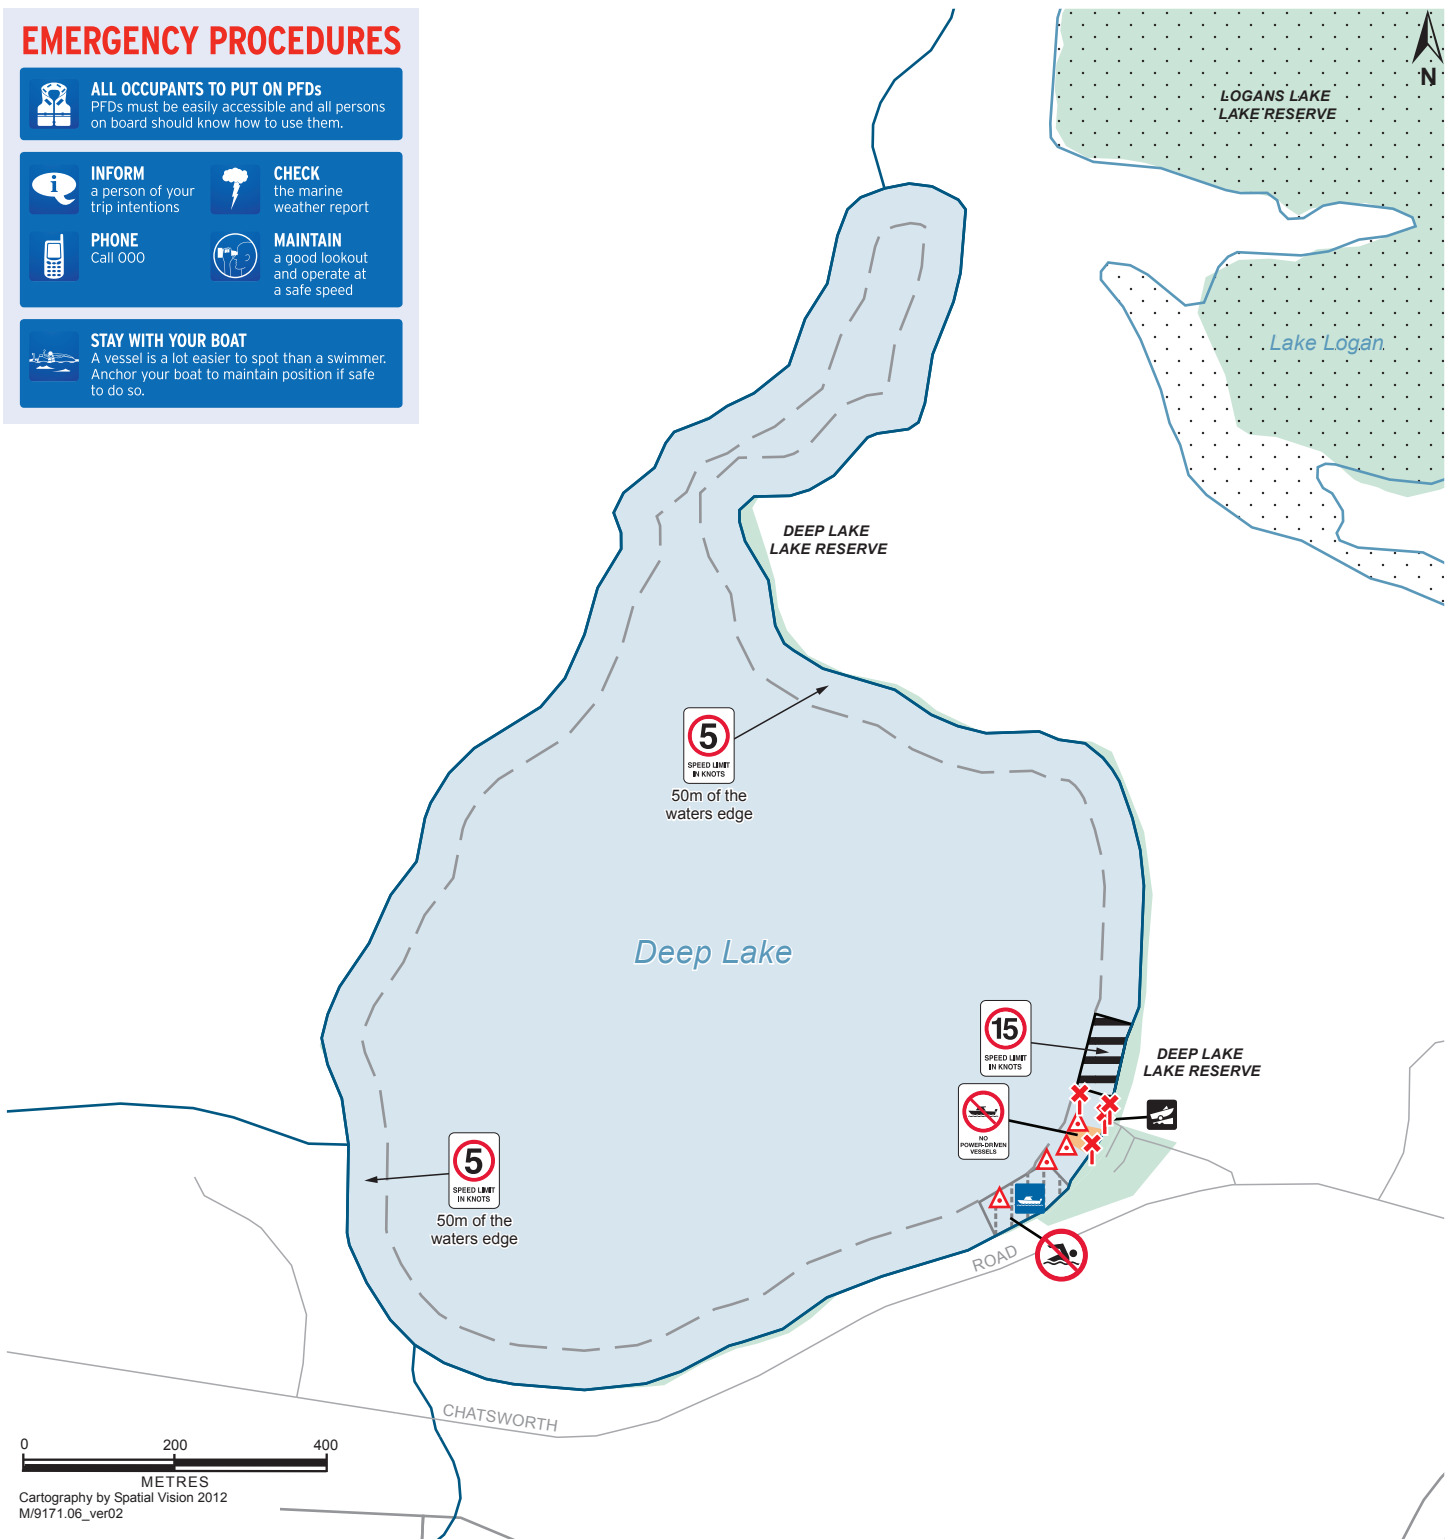 EMERGENCY PROCEDURES
ALL OCCUPANTS TO PUT ON PFDs
PFDs must be easily accessible and all persons
on board should know how to use them.
INFORM
a person of your
trip intentions
CHECK
the marine
weather report
PHONE
Call 000
MAINTAIN
a good lookout
and operate at
a safe speed
STAY WITH YOUR BOAT
A vessel is a lot easier to spot than a swimmer.
Anchor your boat to maintain position if safe
to do so.
N
LOGANS LAKE
LAKE RESERVE
Lake Logan
DEEP LAKE
LAKE RESERVE
5
SPEED LIMIT
IN KNOTS
50m of the
waters edge
Deep Lake
15
SPEED LIMIT
IN KNOTS
DEEP LAKE
LAKE RESERVE
NO
POWER-DRIVEN
VESSELS
5
SPEED LIMIT
IN KNOTS
50m of the
waters edge
ROAD
CHATSWORTH
0 200 400
METRES
Cartography by Spatial Vision 2012
M/9171.06_ver02